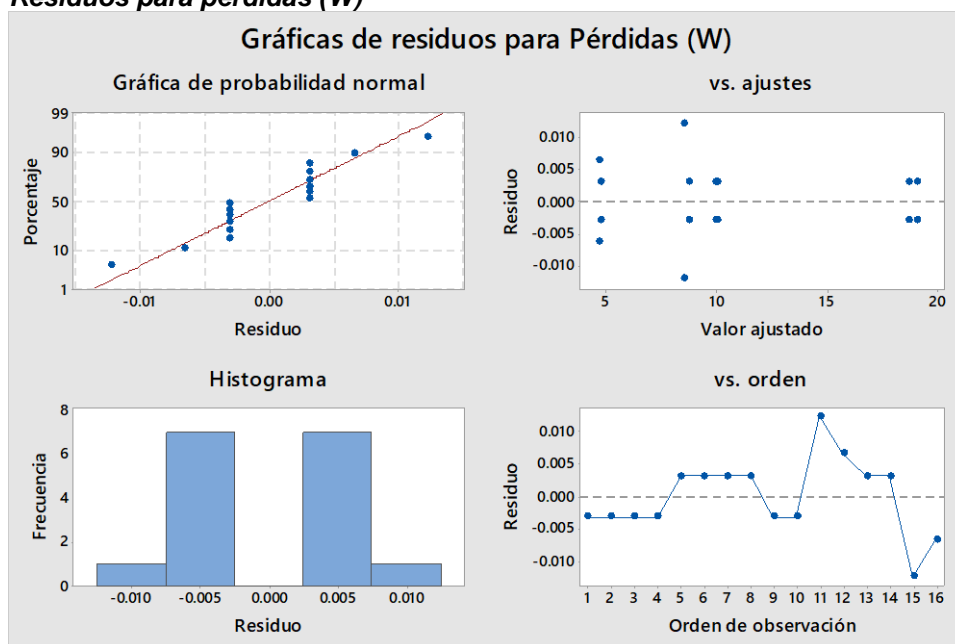 Residuos para pérdidas (W)
Gráficas de residuos para Pérdidas (W)
Gráfica de probabilidad normal
99
90
50
10
1
Porcentaje
-0.01 0.00 0.01
Residuo
vs. ajustes
0.010
0.005
0.000
-0.005
-0.010
Residuo
5 10 15 20
Valor ajustado
Histograma
8
6
4
2
0
Frecuencia
-0.010 -0.005 0.000 0.005 0.010
Residuo
vs. orden
0.010
0.005
0.000
-0.005
-0.010
Residuo
1 2 3 4 5 6 7 8 9 10 11 12 13 14 15 16
Orden de observación